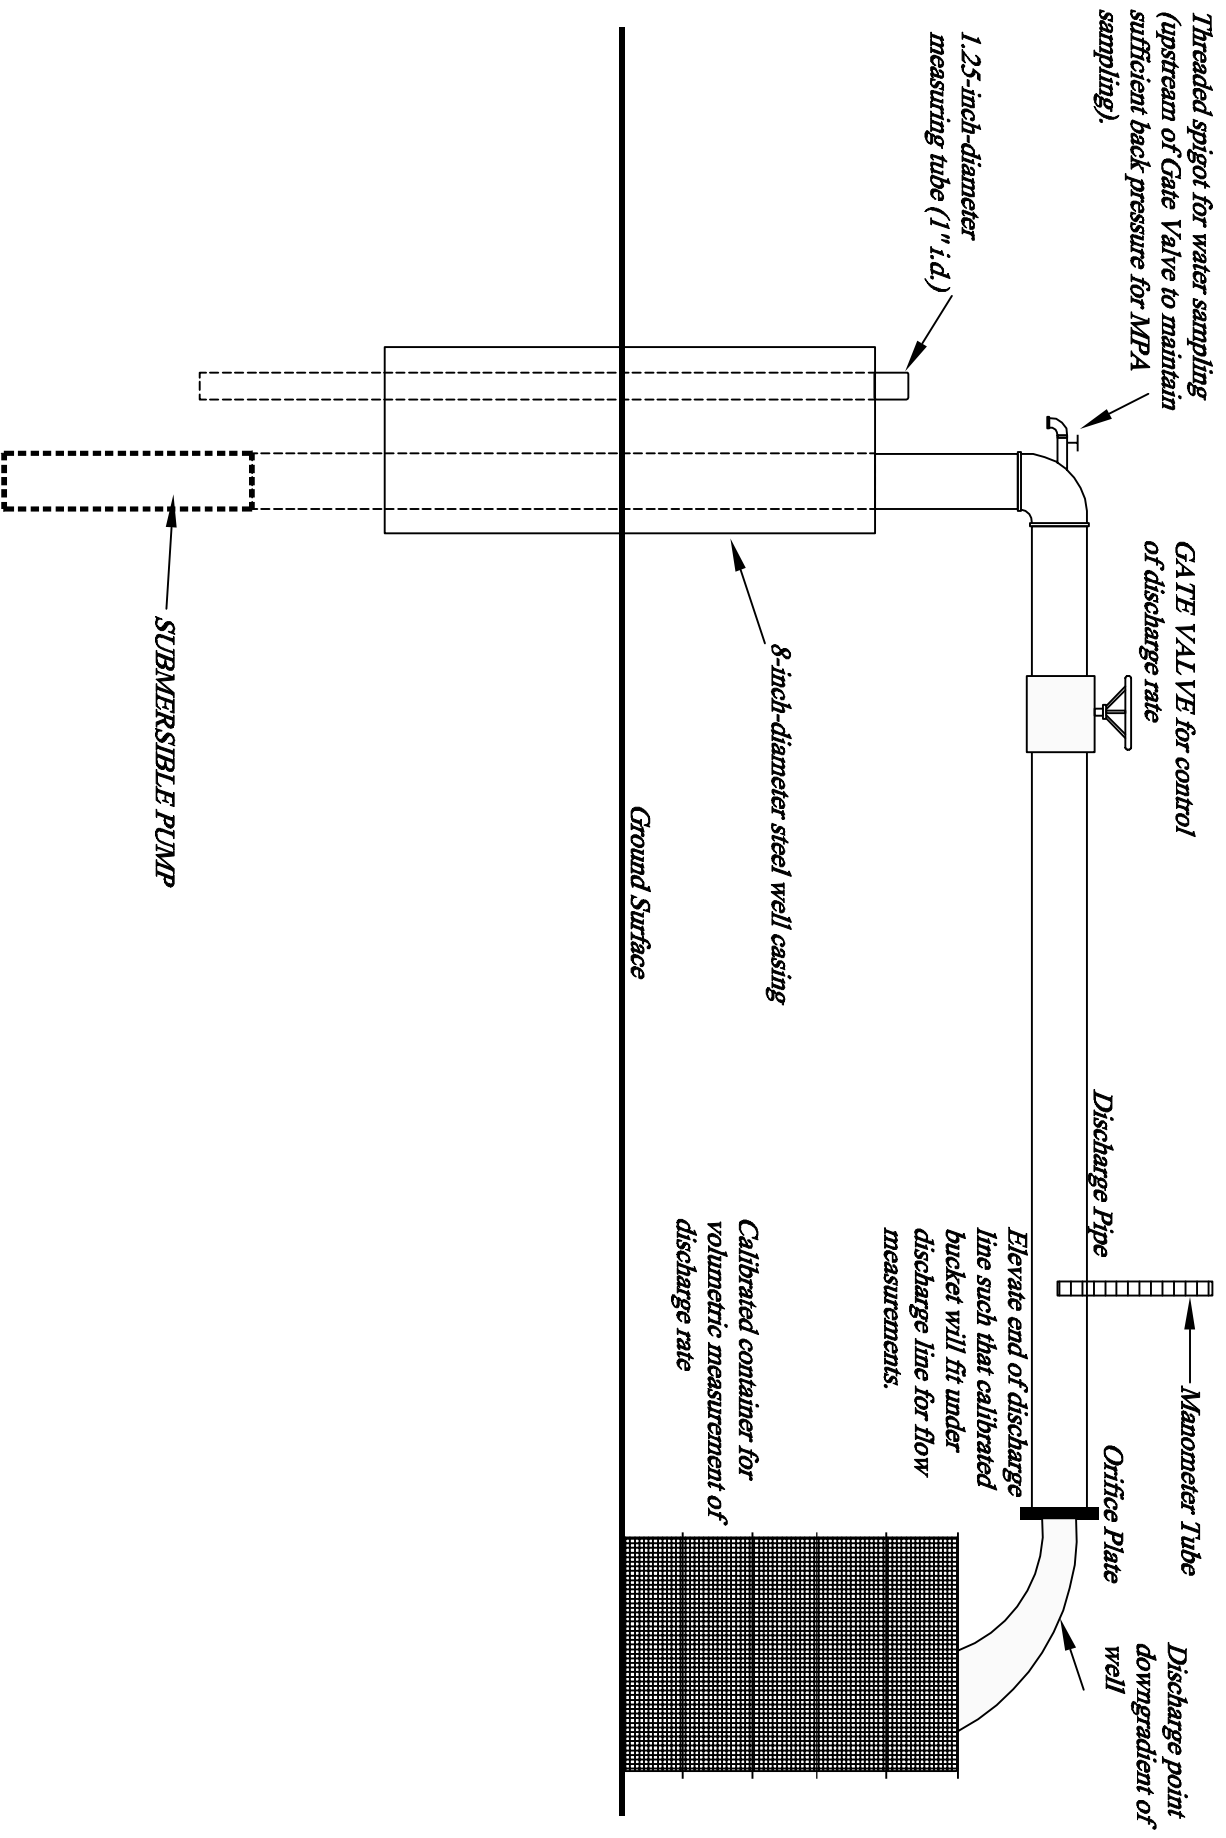 Threaded spigot for water sampling
(upstream of Gate Valve to maintain
sufficient back pressure for MPA
sampling).
1.25-inch-diameter
measuring tube (1" i.d.)
GATE VALVE for control
of discharge rate
8-inch-diameter steel well casing
SUBMERSIBLE PUMP
Ground Surface
Discharge Pipe
Manometer Tube
Orifice Plate
Discharge point
downgradient of
well
Elevate end of discharge
line such that calibrated
bucket will fit under
discharge line for flow
measurements.
Calibrated container for
volumetric measurement of
discharge rate